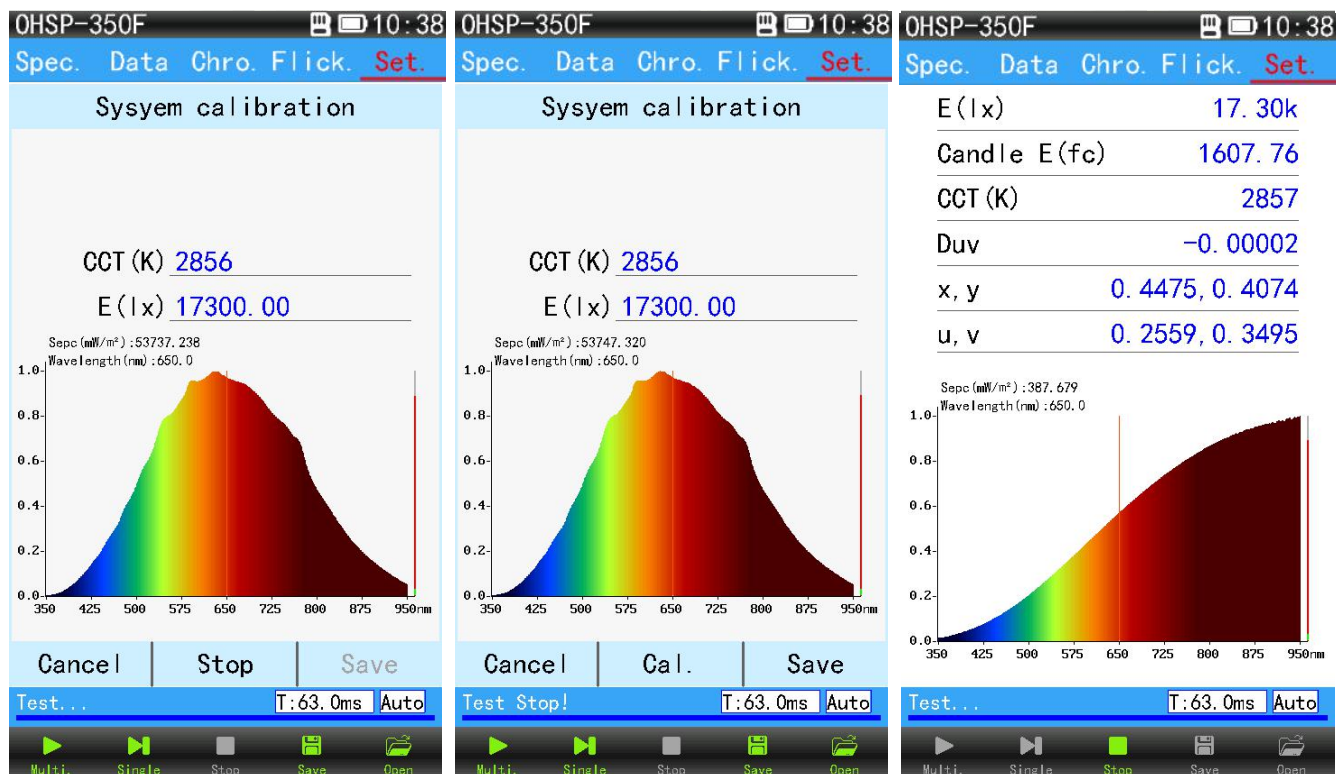 OHSP-350F 10:38
Spec. Data Chro. Flick. Set.
Sysyem calibration
CCT(K) 2856
E(lx) 17300.00
Sepc(mW/m²):53737.238
Wavelength(nm):650.0
1.0
0.8
0.6
0.4
0.2
0.0
350 425 500 575 650 725 800 875 950nm
Cancel Stop Save
Test... T:63.0ms Auto
Multi. Single Stop Save Open
OHSP-350F 10:38
Spec. Data Chro. Flick. Set.
Sysyem calibration
CCT(K) 2856
E(lx) 17300.00
Sepc(mW/m²):53747.320
Wavelength(nm):650.0
1.0
0.8
0.6
0.4
0.2
0.0
350 425 500 575 650 725 800 875 950nm
Cancel Cal. Save
Test Stop! T:63.0ms Auto
Multi. Single Stop Save Open
OHSP-350F 10:38
Spec. Data Chro. Flick. Set.
E(lx) 17.30k
Candle E(fc) 1607.76
CCT(K) 2857
Duv -0.00002
x,y 0.4475,0.4074
u,v 0.2559,0.3495
Sepc(mW/m²):387.679
Wavelength(nm):650.0
1.0
0.8
0.6
0.4
0.2
0.0
350 425 500 575 650 725 800 875 950nm
Test... T:63.0ms Auto
Multi. Single Stop Save Open